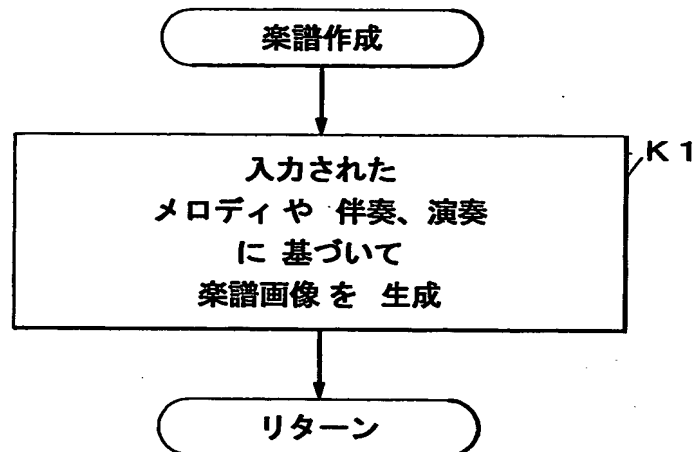 楽譜作成
K1
入力された
メロディや 伴奏、演奏
に 基づいて
楽譜画像を 生成
リターン